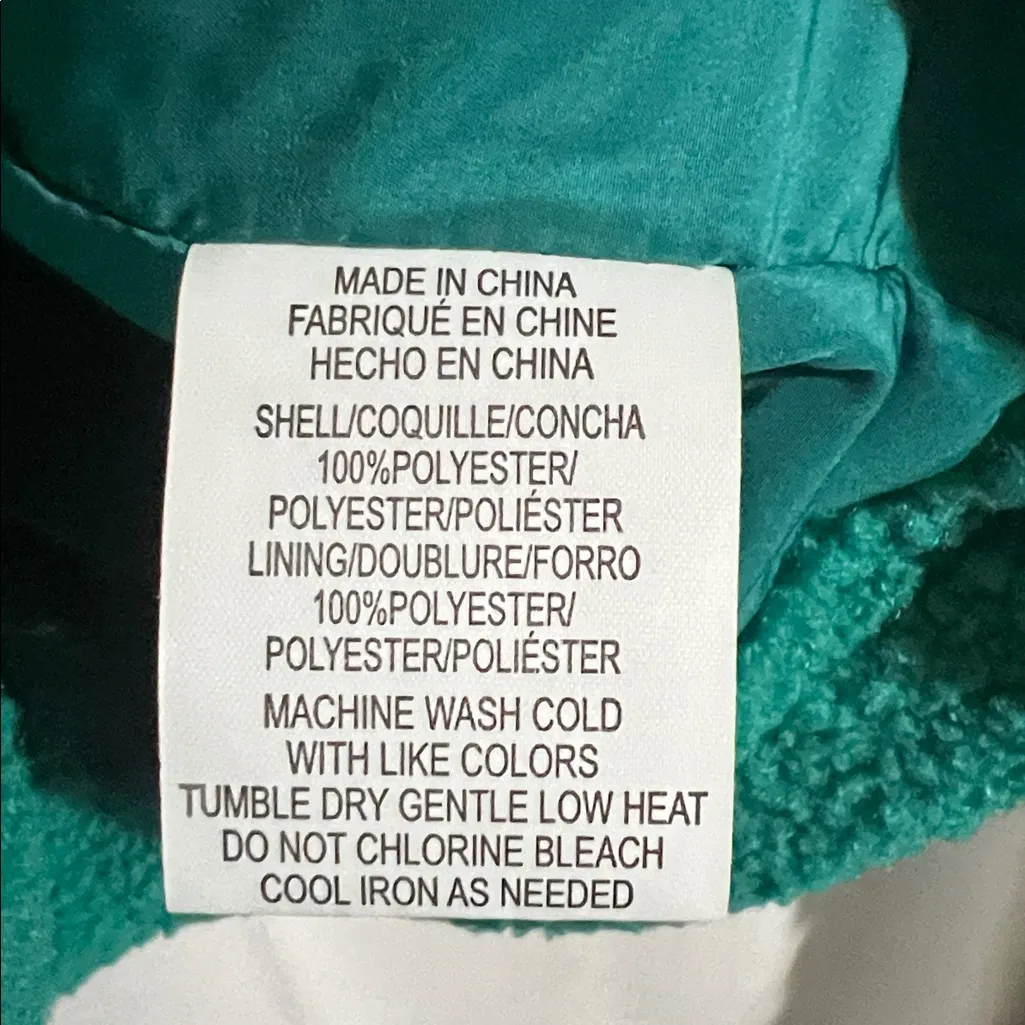 MADE IN CHINA
FABRIQUÉ EN CHINE
HECHO EN CHINA
SHELL/COQUILLE/CONCHA
100%POLYESTER/
POLYESTER/POLIÉSTER
LINING/DOUBLURE/FORRO
100%POLYESTER/
POLYESTER/POLIÉSTER
MACHINE WASH COLD
WITH LIKE COLORS
TUMBLE DRY GENTLE LOW HEAT
DO NOT CHLORINE BLEACH
COOL IRON AS NEEDED